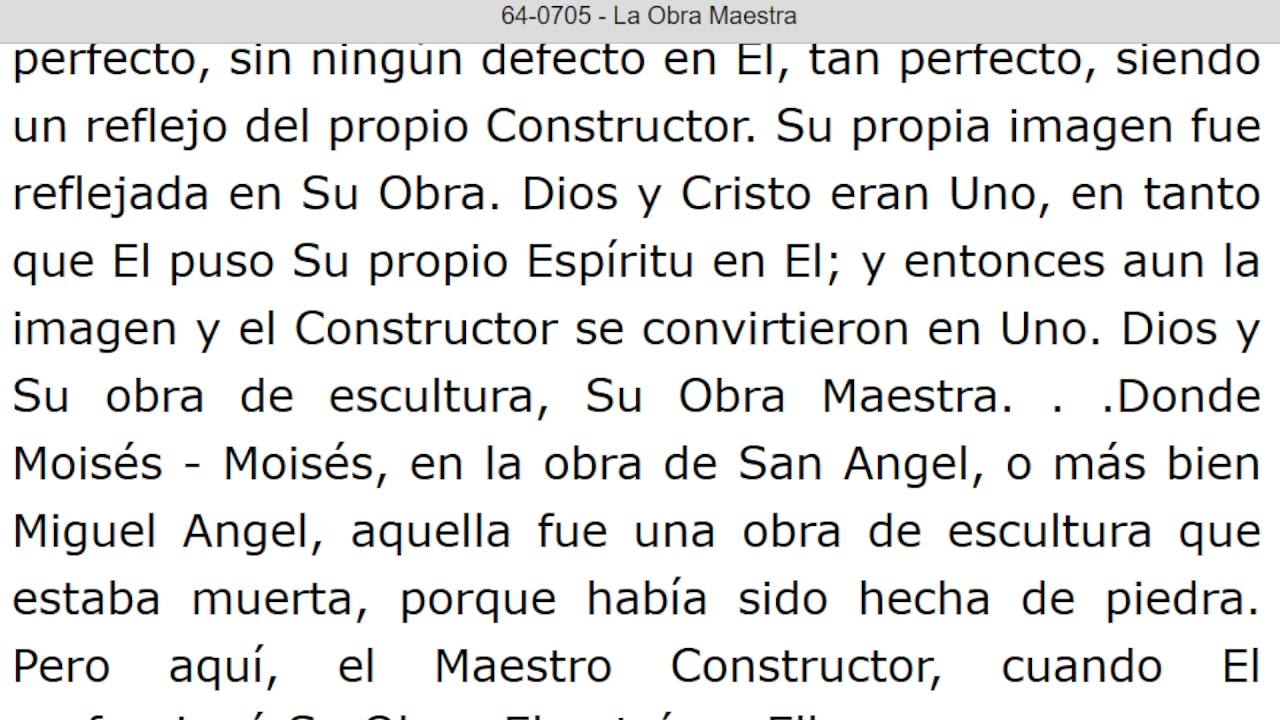 64-0705 - La Obra Maestra
perfecto, sin ningún defecto en El, tan perfecto, siendo
un reflejo del propio Constructor. Su propia imagen fue
reflejada en Su Obra. Dios y Cristo eran Uno, en tanto
que El puso Su propio Espíritu en El; y entonces aun la
imagen y el Constructor se convirtieron en Uno. Dios y
Su obra de escultura, Su Obra Maestra. . .Donde
Moisés - Moisés, en la obra de San Angel, o más bien
Miguel Angel, aquella fue una obra de escultura que
estaba muerta, porque había sido hecha de piedra.
Pero aquí, el Maestro Constructor, cuando El